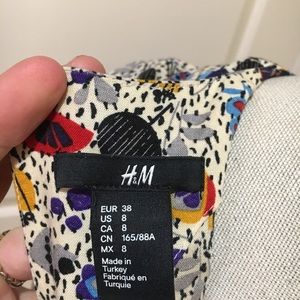 H&M
EUR 38
US 8
CA 8
CN 165/88A
MX 8
Made in
Turkey
Fabriqué en
Turquie